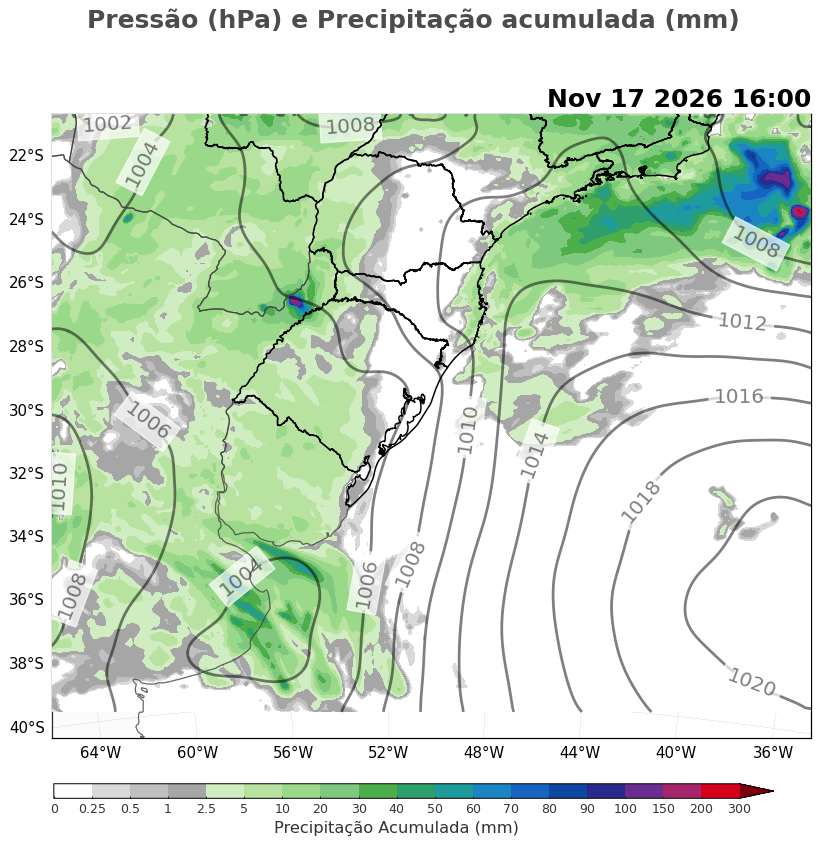 Pressão (hPa) e Precipitação acumulada (mm)
Nov 17 2026 16:00
1002
1008
1004
22°S
24°S
1008
26°S
1012
28°S
1016
1006
1010
30°S
1014
32°S
1010
1018
34°S
1004
1008
1006
1008
36°S
38°S
1020
40°S
64°W 60°W 56°W 52°W 48°W 44°W 40°W 36°W
0 0.25 0.5 1 2.5 5 10 20 30 40 50 60 70 80 90 100 150 200 300
Precipitação Acumulada (mm)